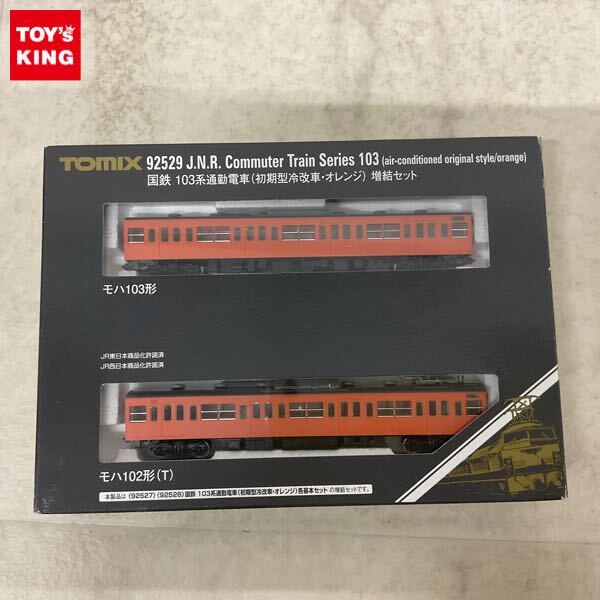 TOY's
KING
TOMIX 92529 J.N.R. Commuter Train Series 103 (air-conditioned original style/orange)
国鉄 103系通勤電車(初期型冷改車・オレンジ) 増結セット
モハ103形
JR東日本商品化許諾済
JR西日本商品化許諾済
モハ102形(T)
本製品は〈92527〉〈92528〉国鉄 103系通勤電車(初期型冷改車・オレンジ)各基本セット の増結セットです。